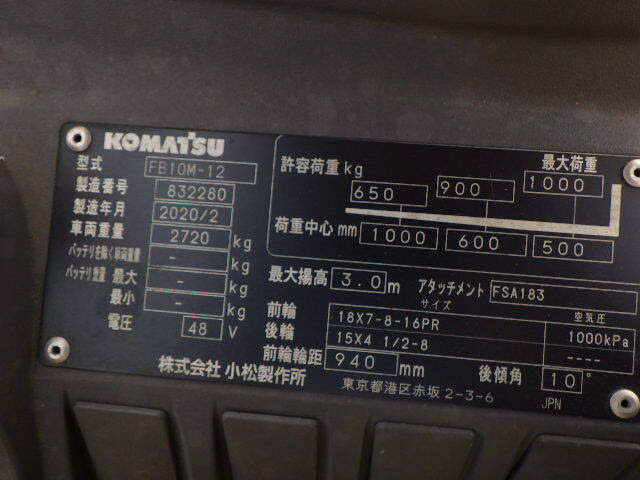 KOMATSU
型式 FB10M-12
製造番号 832280
製造年月 2020/2
車両重量 2720 kg
バッテリを除く車両重量 - kg
バッテリ重量 最大 - kg
最小 - kg
電圧 48 V
許容荷重 kg 最大荷重
650 900 1000
荷重中心 mm 1000 600 500
最大揚高 3.0 m アタッチメント FSA183
サイズ 空気圧
前輪 18X7-8-16PR 1000kPa
後輪 15X4 1/2-8 ----
前輪輪距 940 mm 後傾角 10°
株式会社 小松製作所
東京都港区赤坂2-3-6 JPN